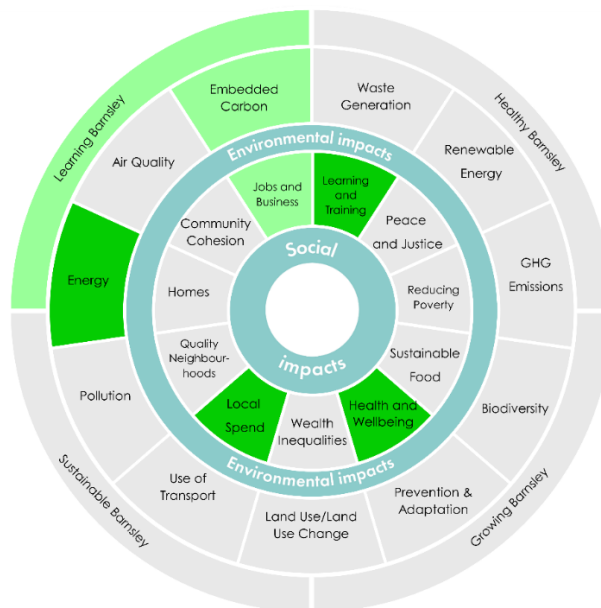 Learning Barnsley
Healthy Barnsley
Growing Barnsley
Sustainable Barnsley
Embedded
Carbon
Waste
Generation
Renewable
Energy
GHG
Emissions
Biodiversity
Prevention &
Adaptation
Land Use/Land
Use Change
Use of
Transport
Pollution
Energy
Air Quality
Environmental impacts
Environmental impacts
Jobs and
Business
Learning
and
Training
Peace
and Justice
Reducing
Poverty
Sustainable
Food
Health and
Wellbeing
Wealth
Inequalities
Local
Spend
Quality
Neighbour-
hoods
Homes
Community
Cohesion
Social
impacts